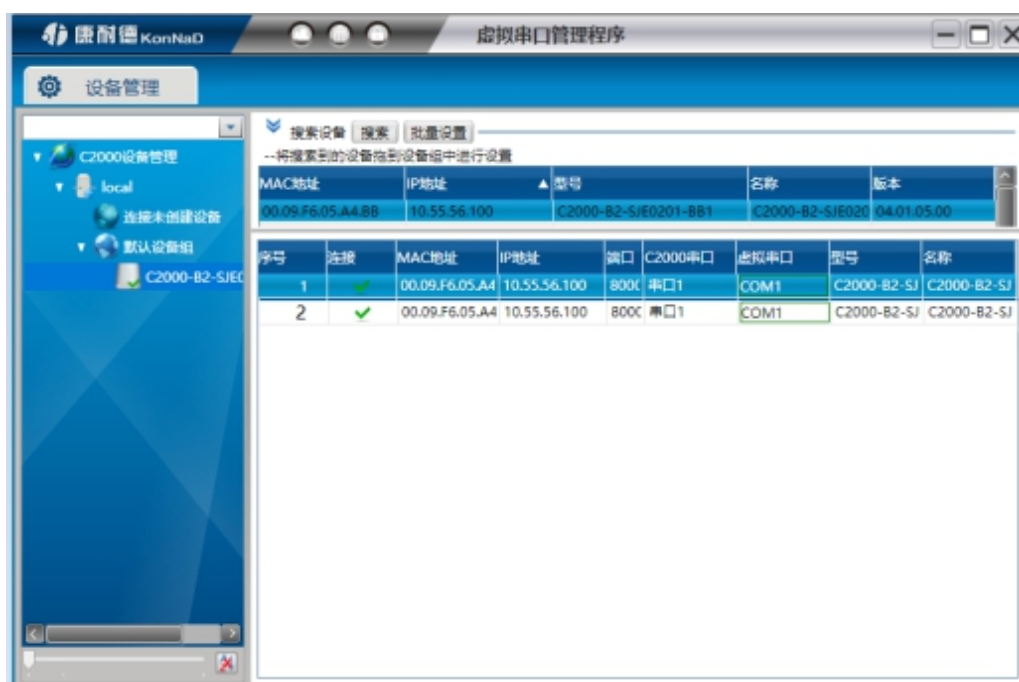 康耐德 KonNaD 虚拟串口管理程序
设备管理
搜索设备 搜索 批量设置
--将搜索到的设备拖到设备组中进行设置
C2000设备管理
local
连接未创建设备
默认设备组
C2000-B2-SJE0
MAC地址 IP地址 型号 名称 版本
00.09.F6.05.A4.BB 10.55.56.100 C2000-B2-SJE0201-BB1 C2000-B2-SJE020 04.01.05.00
序号 连接 MAC地址 IP地址 端口 C2000串口 虚拟串口 型号 名称
1 00.09.F6.05.A4 10.55.56.100 8000 串口1 COM1 C2000-B2-SJ C2000-B2-SJ
2 00.09.F6.05.A4 10.55.56.100 8000 串口1 COM1 C2000-B2-SJ C2000-B2-SJ